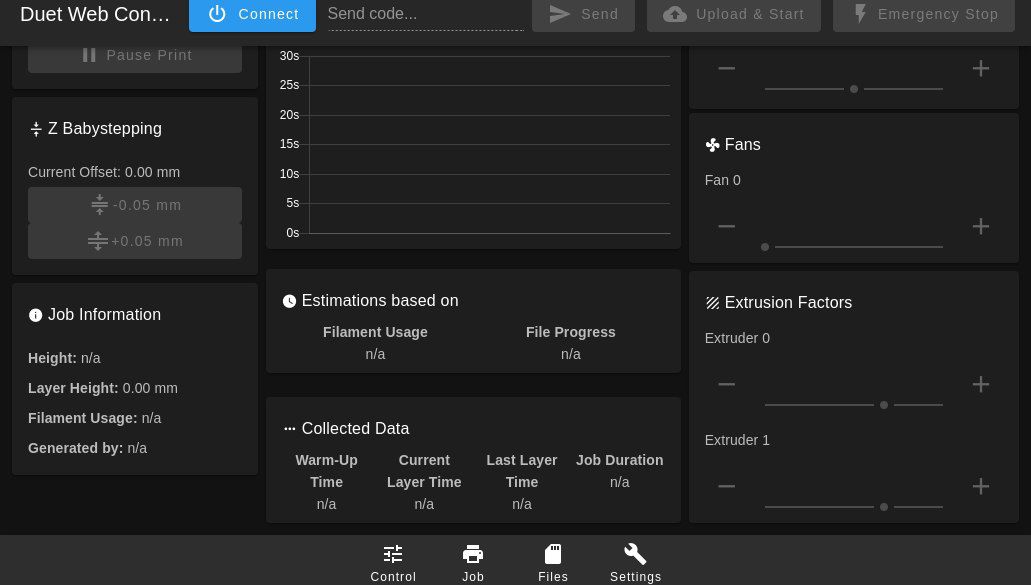 Duet Web Con...
Connect
Send code...
Send
Upload & Start
Emergency Stop
Pause Print
Z Babystepping
Current Offset: 0.00 mm
-0.05 mm
+0.05 mm
Job Information
Height: n/a
Layer Height: 0.00 mm
Filament Usage: n/a
Generated by: n/a
30s
25s
20s
15s
10s
5s
0s
Estimations based on
Filament Usage
n/a
File Progress
n/a
Collected Data
Warm-Up
Time
n/a
Current
Layer Time
n/a
Last Layer
Time
n/a
Job Duration
n/a
Fans
Fan 0
Extrusion Factors
Extruder 0
Extruder 1
Control
Job
Files
Settings